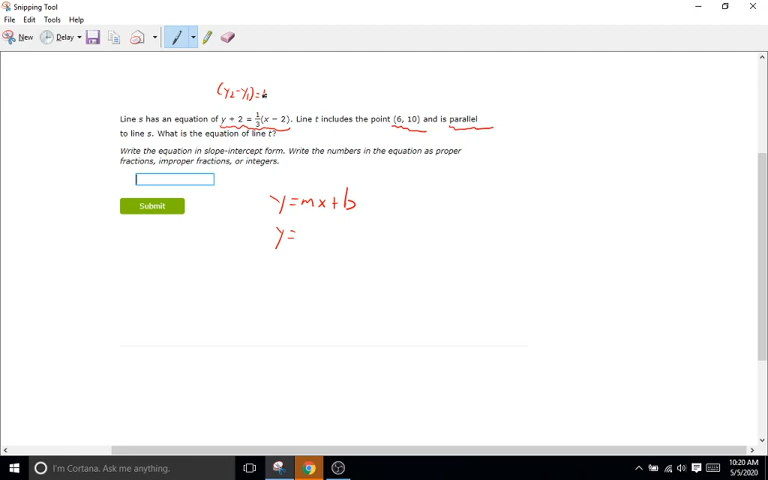 Snipping Tool
File Edit Tools Help
New Delay
(y₂-y₁)=
Line s has an equation of y + 2 = 1/3(x − 2). Line t includes the point (6, 10) and is parallel
to line s. What is the equation of line t?
Write the equation in slope-intercept form. Write the numbers in the equation as proper
fractions, improper fractions, or integers.
Submit
y=mx+b
y=
I'm Cortana. Ask me anything.
10:20 AM
5/5/2020